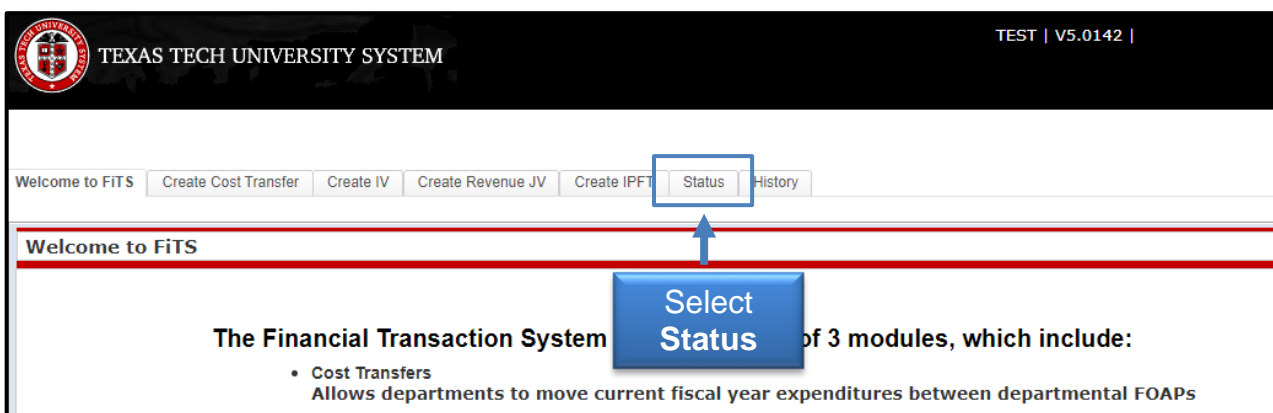 TEXAS TECH UNIVERSITY SYSTEM
TEST | V5.0142 |
Welcome to FiTS Create Cost Transfer Create IV Create Revenue JV Create IPFT Status History
Welcome to FiTS
Select
Status
The Financial Transaction System of 3 modules, which include:
• Cost Transfers
Allows departments to move current fiscal year expenditures between departmental FOAPs